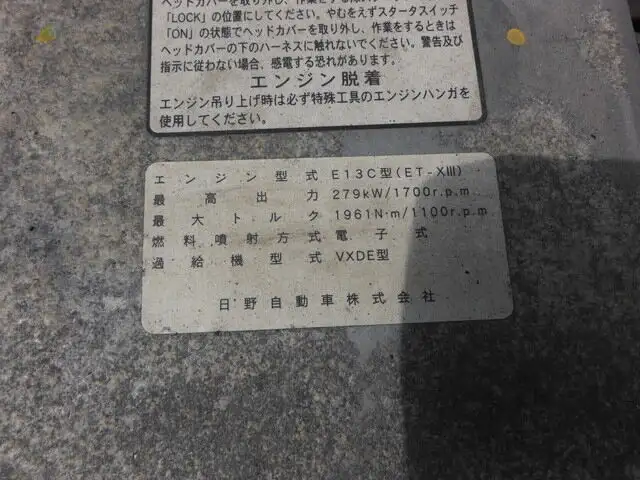 ヘッドカバーを取り外し、作業をする
「LOCK」の位置にしてください。やむをえずスタータスイッチ
「ON」の状態でヘッドカバーを取り外し、作業をするときは
ヘッドカバーの下のハーネスに触れないでください。警告及び
指示に従わない場合、感電する恐れがあります。
エンジン脱着
エンジン吊り上げ時は必ず特殊工具のエンジンハンガを
使用してください。
エンジン型式 E13C型(ET-XIII)
最高出力 279kW/1700r.p.m
最大トルク 1961N·m/1100r.p.m
燃料噴射方式 電子式
過給機型式 VXDE型
日野自動車株式会社